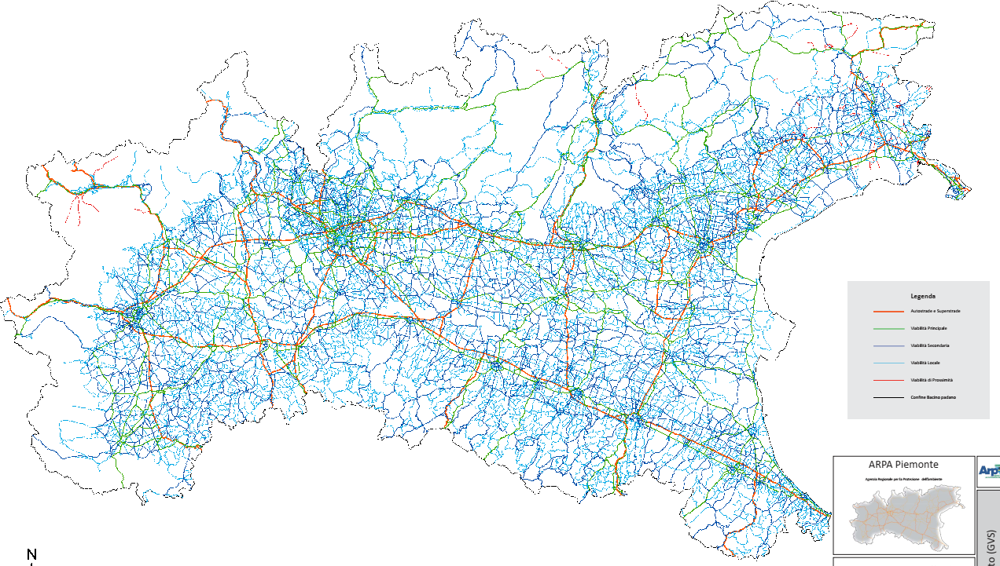 Legenda
Autostrade e Superstrade
Viabilità Principale
Viabilità Secondaria
Viabilità Locale
Viabilità di Prossimità
Confine Bacino padano
ARPA Piemonte
Agenzia Regionale per la Protezione dell'ambiente
Arp
to (GVS)
N